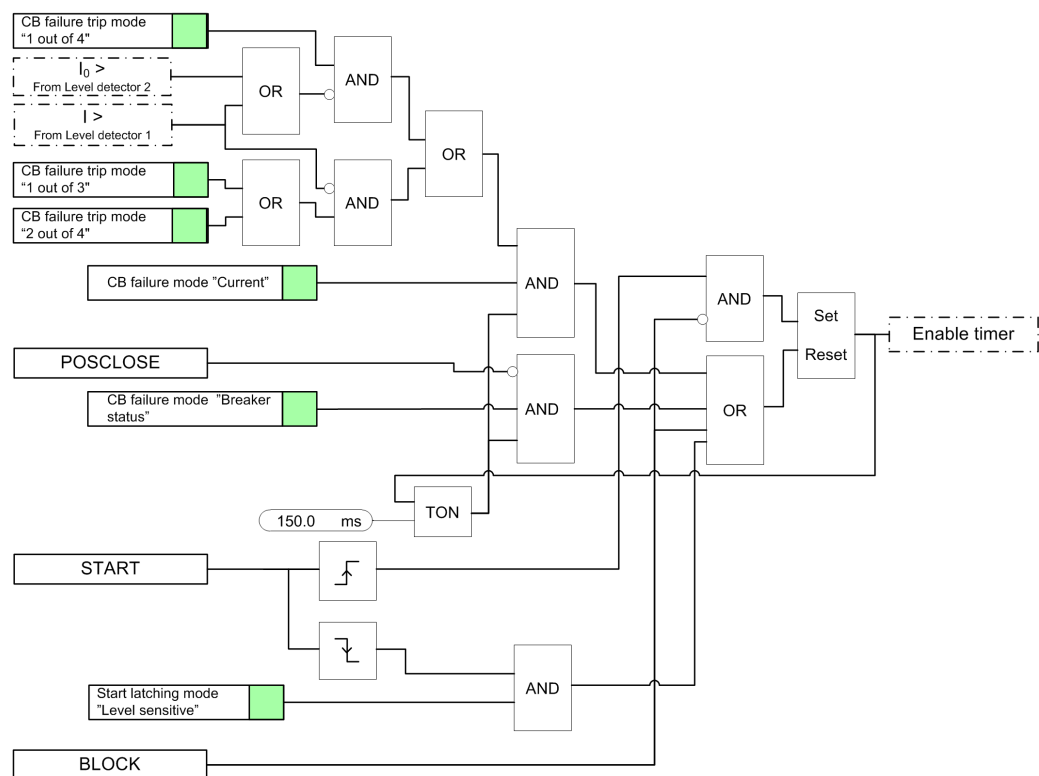 CB failure trip mode
“1 out of 4"
I₀ >
From Level detector 2
I >
From Level detector 1
CB failure trip mode
“1 out of 3"
CB failure trip mode
“2 out of 4"
OR
AND
OR
AND
OR
CB failure mode ”Current”
AND
AND
Set
Reset
Enable timer
POSCLOSE
CB failure mode ”Breaker
status”
AND
OR
TON
150.0 ms
START
Start latching mode
”Level sensitive”
AND
BLOCK